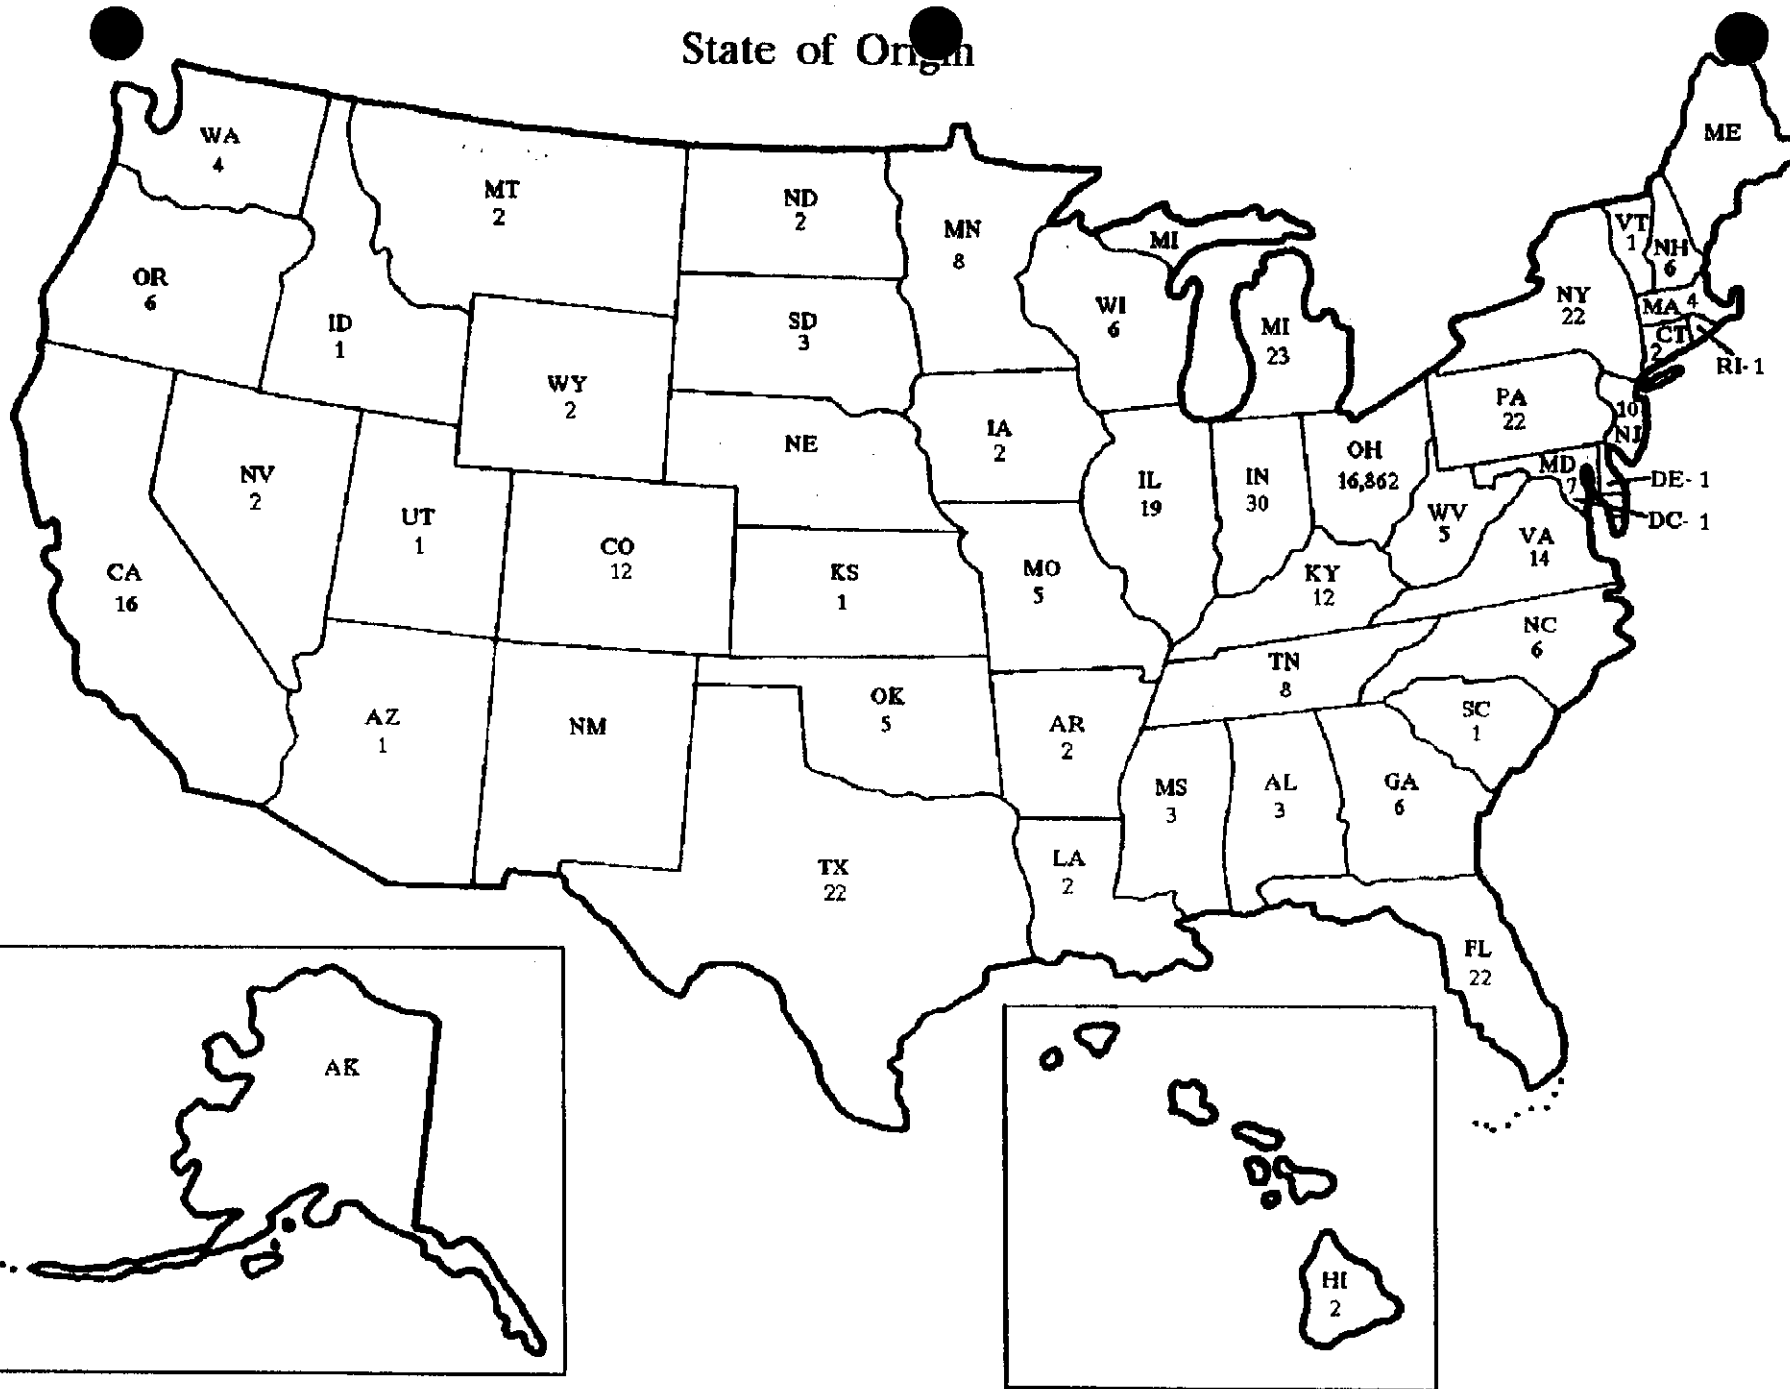 State of Origin
WA
4
MT
2
ND
2
MN
8
MI
ME
VT
1
NH
6
OR
6
ID
1
SD
3
WI
6
MI
23
NY
22
MA 4
CT
2
RI-1
WY
2
NE
IA
2
PA
22
10
NJ
NV
2
UT
1
CO
12
IL
19
IN
30
OH
16,862
MD
7
DE- 1
DC- 1
WV
5
VA
14
CA
16
KS
1
MO
5
KY
12
NC
6
TN
8
AZ
1
NM
OK
5
AR
2
SC
1
MS
3
AL
3
GA
6
TX
22
LA
2
FL
22
AK
HI
2